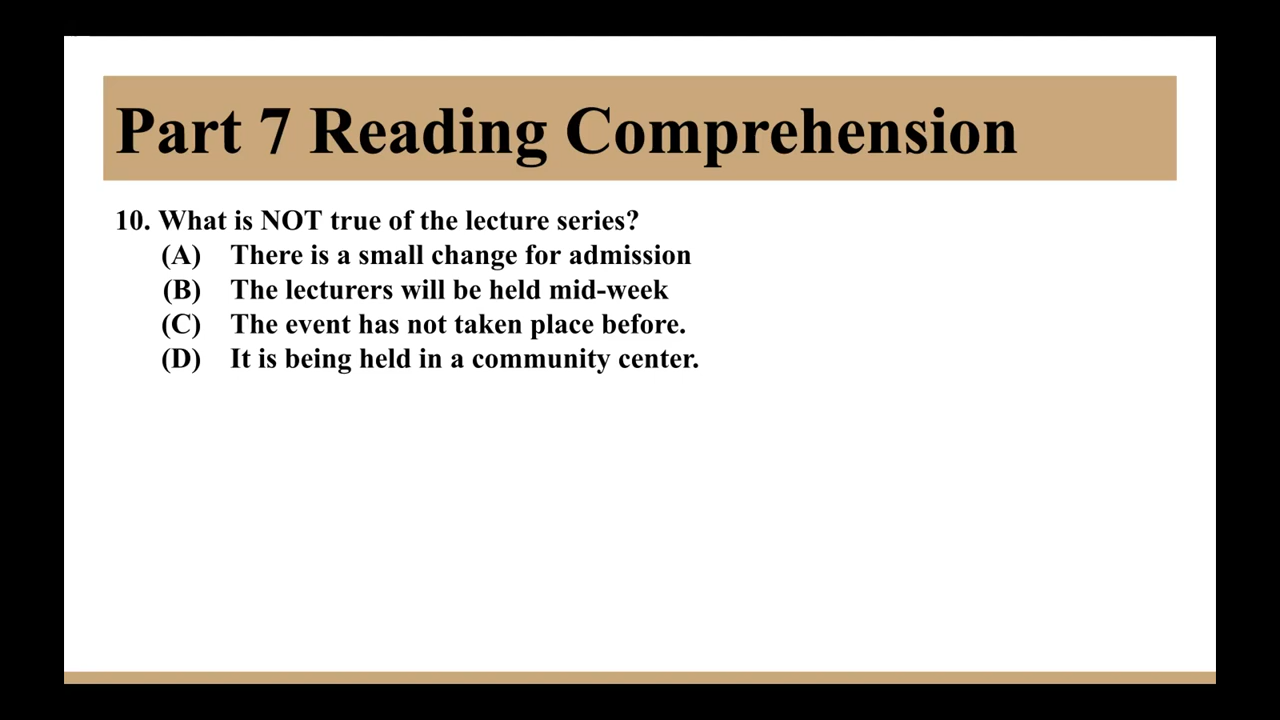 Part 7 Reading Comprehension
10. What is NOT true of the lecture series?
(A) There is a small change for admission
(B) The lecturers will be held mid-week
(C) The event has not taken place before.
(D) It is being held in a community center.